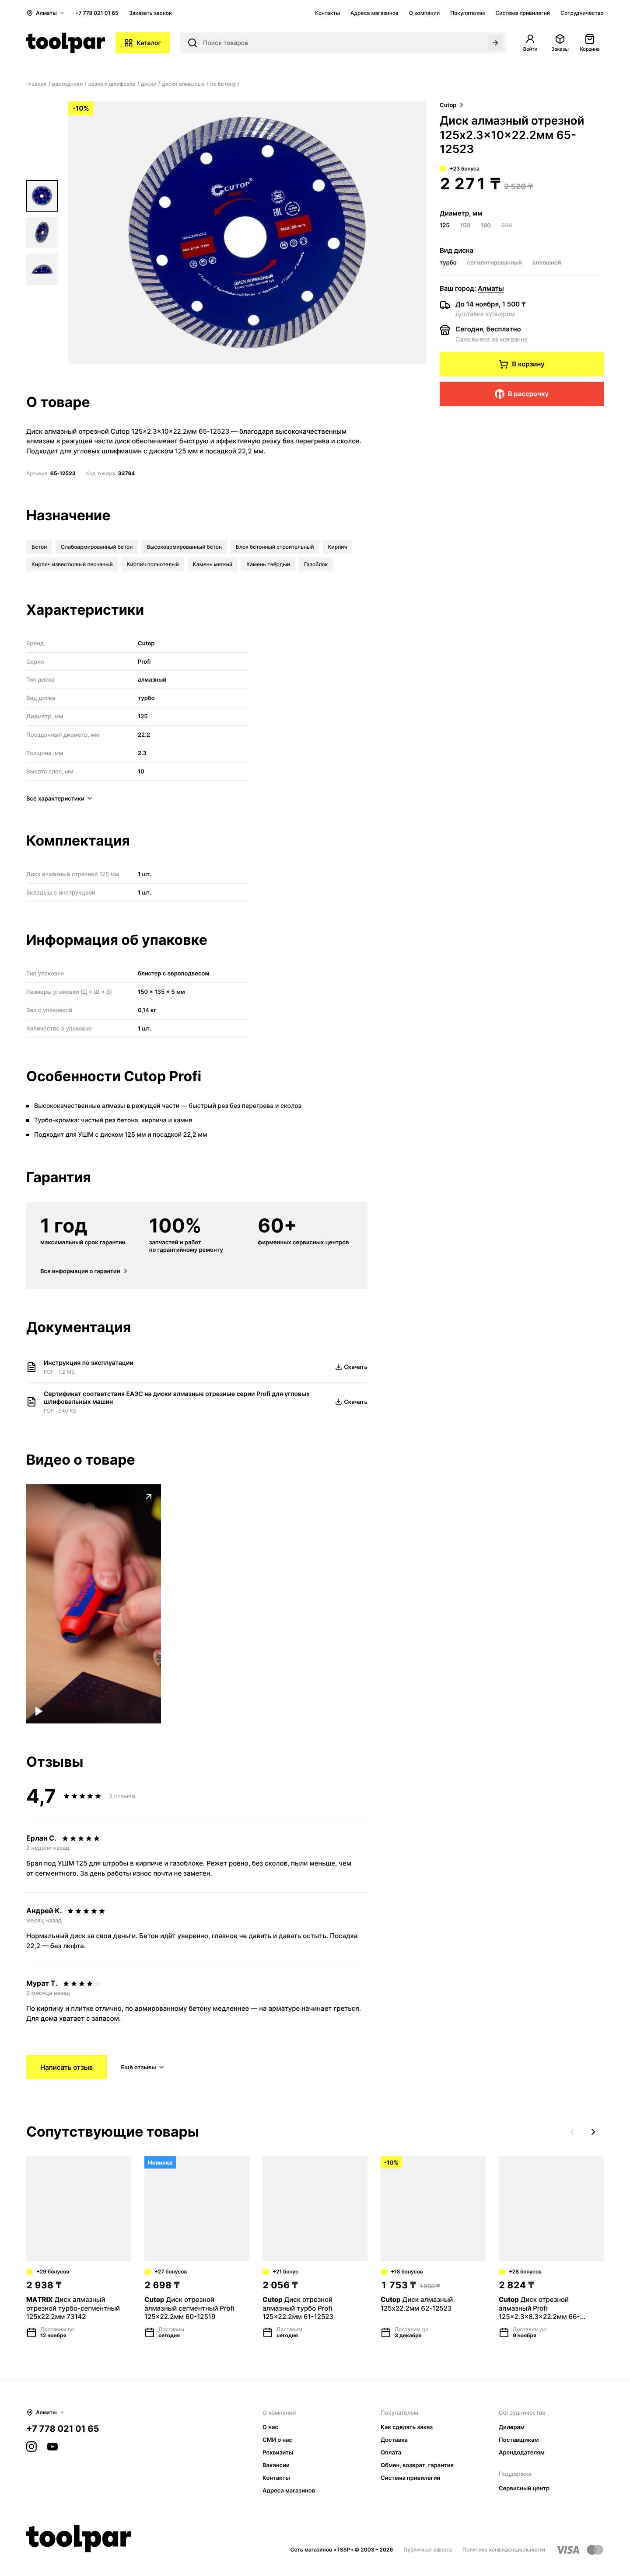 Алматы
+7 778 021 01 65
Заказать звонок
Контакты
Адреса магазинов
О компании
Покупателям
Система привилегий
Сотрудничество
toolpar
Каталог
Поиск товаров
Войти
Заказы
Корзина
главная / расходники / резка и шлифовка / диски / диски алмазные / по бетону /
-10%
CUTOP
PROFI
Cutop
Диск алмазный отрезной
125x2.3×10×22.2мм 65-
12523
+23 бонуса
2 271 ₸ 2 520 ₸
Диаметр, мм
125 150 180 230
Вид диска
турбо сегментированный сплошной
Ваш город: Алматы
До 14 ноября, 1 500 ₸
Доставка курьером
Сегодня, бесплатно
Самовывоз из магазина
В корзину
В рассрочку
О товаре
Диск алмазный отрезной Cutop 125×2.3×10×22.2мм 65-12523 — благодаря высококачественным
алмазам в режущей части диск обеспечивает быструю и эффективную резку без перегрева и сколов.
Подходит для угловых шлифмашин с диском 125 мм и посадкой 22,2 мм.
Артикул: 65-12523 Код товара: 33794
Назначение
Бетон
Слабоармированный бетон
Высокоармированный бетон
Блок бетонный строительный
Кирпич
Кирпич известковый песчаный
Кирпич полнотелый
Камень мягкий
Камень твёрдый
Газоблок
Характеристики
Бренд Cutop
Серия Profi
Тип диска алмазный
Вид диска турбо
Диаметр, мм 125
Посадочный диаметр, мм 22.2
Толщина, мм 2.3
Высота слоя, мм 10
Все характеристики
Комплектация
Диск алмазный отрезной 125 мм 1 шт.
Вкладыш с инструкцией 1 шт.
Информация об упаковке
Тип упаковки блистер с европодвесом
Размеры упаковки (Д × Ш × В) 150 × 135 × 5 мм
Вес с упаковкой 0,14 кг
Количество в упаковке 1 шт.
Особенности Cutop Profi
Высококачественные алмазы в режущей части — быстрый рез без перегрева и сколов
Турбо-кромка: чистый рез бетона, кирпича и камня
Подходит для УШМ с диском 125 мм и посадкой 22,2 мм
Гарантия
1 год
максимальный срок гарантии
100%
запчастей и работ
по гарантийному ремонту
60+
фирменных сервисных центров
Вся информация о гарантии
Документация
Инструкция по эксплуатации
PDF · 1,2 МБ
Скачать
Сертификат соответствия ЕАЭС на диски алмазные отрезные серии Profi для угловых
шлифовальных машин
PDF · 640 КБ
Скачать
Видео о товаре
Отзывы
4,7 3 отзыва
Ерлан С.
2 недели назад
Брал под УШМ 125 для штробы в кирпиче и газоблоке. Режет ровно, без сколов, пыли меньше, чем
от сегментного. За день работы износ почти не заметен.
Андрей К.
месяц назад
Нормальный диск за свои деньги. Бетон идёт уверенно, главное не давить и давать остыть. Посадка
22,2 — без люфта.
Мурат Т.
2 месяца назад
По кирпичу и плитке отлично, по армированному бетону медленнее — на арматуре начинает греться.
Для дома хватает с запасом.
Написать отзыв
Ещё отзывы
Сопутствующие товары
+29 бонусов
2 938 ₸
MATRIX Диск алмазный
отрезной турбо-сегментный
125x22.2мм 73142
Доставим до
12 ноября
Новинка
+27 бонусов
2 698 ₸
Cutop Диск отрезной
алмазный сегментный Profi
125×22.2мм 60-12519
Доставим
сегодня
+21 бонус
2 056 ₸
Cutop Диск отрезной
алмазный турбо Profi
125×22.2мм 61-12523
Доставим
сегодня
-10%
+18 бонусов
1 753 ₸ 1 950 ₸
Cutop Диск алмазный
125x22.2мм 62-12523
Доставим до
3 декабря
+28 бонусов
2 824 ₸
Cutop Диск отрезной
алмазный Profi
125×2.3×8.3×22.2мм 66-...
Доставим до
9 ноября
Алматы
+7 778 021 01 65
О компании
О нас
СМИ о нас
Реквизиты
Вакансии
Контакты
Адреса магазинов
Покупателям
Как сделать заказ
Доставка
Оплата
Обмен, возврат, гарантия
Система привилегий
Сотрудничество
Дилерам
Поставщикам
Арендодателям
Поддержка
Сервисный центр
toolpar
Сеть магазинов «TSSP» © 2003 – 2026
Публичная оферта
Политика конфиденциальности
VISA